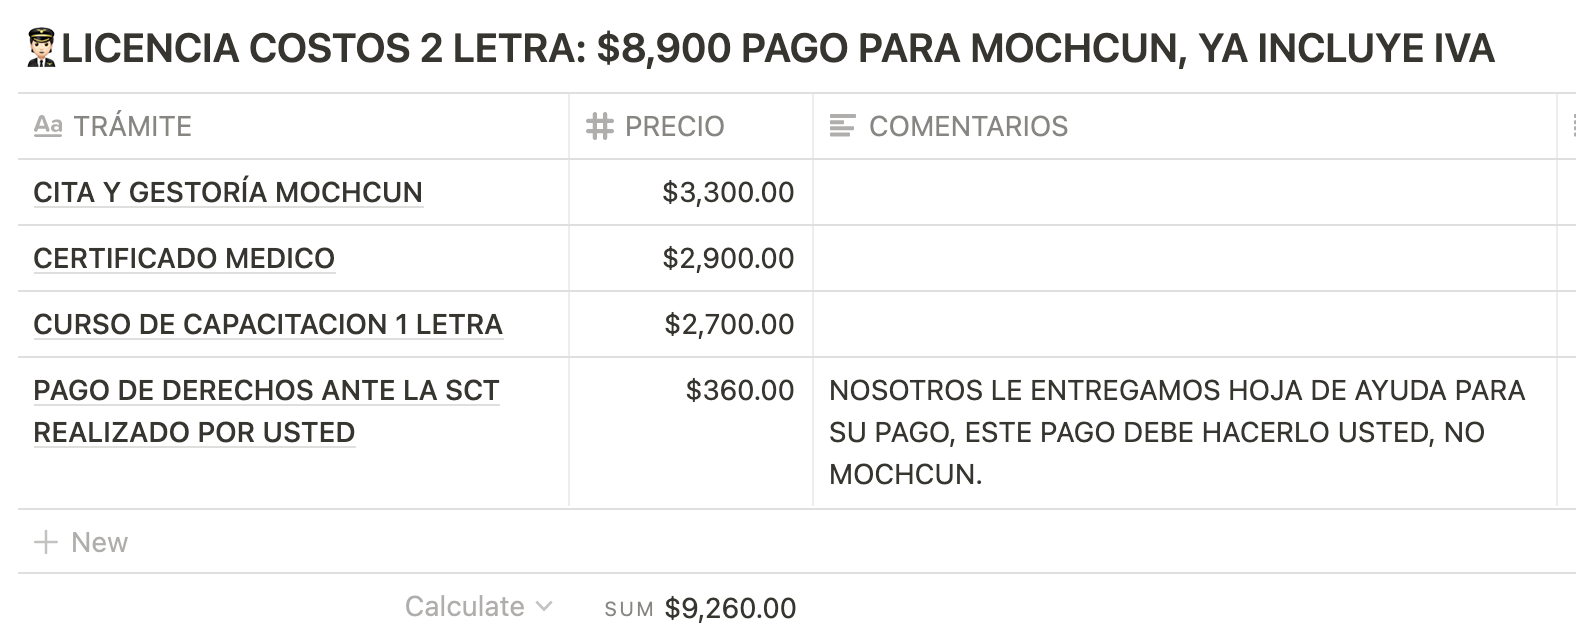 LICENCIA COSTOS 2 LETRA: $8,900 PAGO PARA MOCHCUN, YA INCLUYE IVA
Aa TRÁMITE
# PRECIO
COMENTARIOS
CITA Y GESTORÍA MOCHCUN
$3,300.00
CERTIFICADO MEDICO
$2,900.00
CURSO DE CAPACITACION 1 LETRA
$2,700.00
PAGO DE DERECHOS ANTE LA SCT
REALIZADO POR USTED
$360.00
NOSOTROS LE ENTREGAMOS HOJA DE AYUDA PARA
SU PAGO, ESTE PAGO DEBE HACERLO USTED, NO
MOCHCUN.
+ New
Calculate
SUM $9,260.00